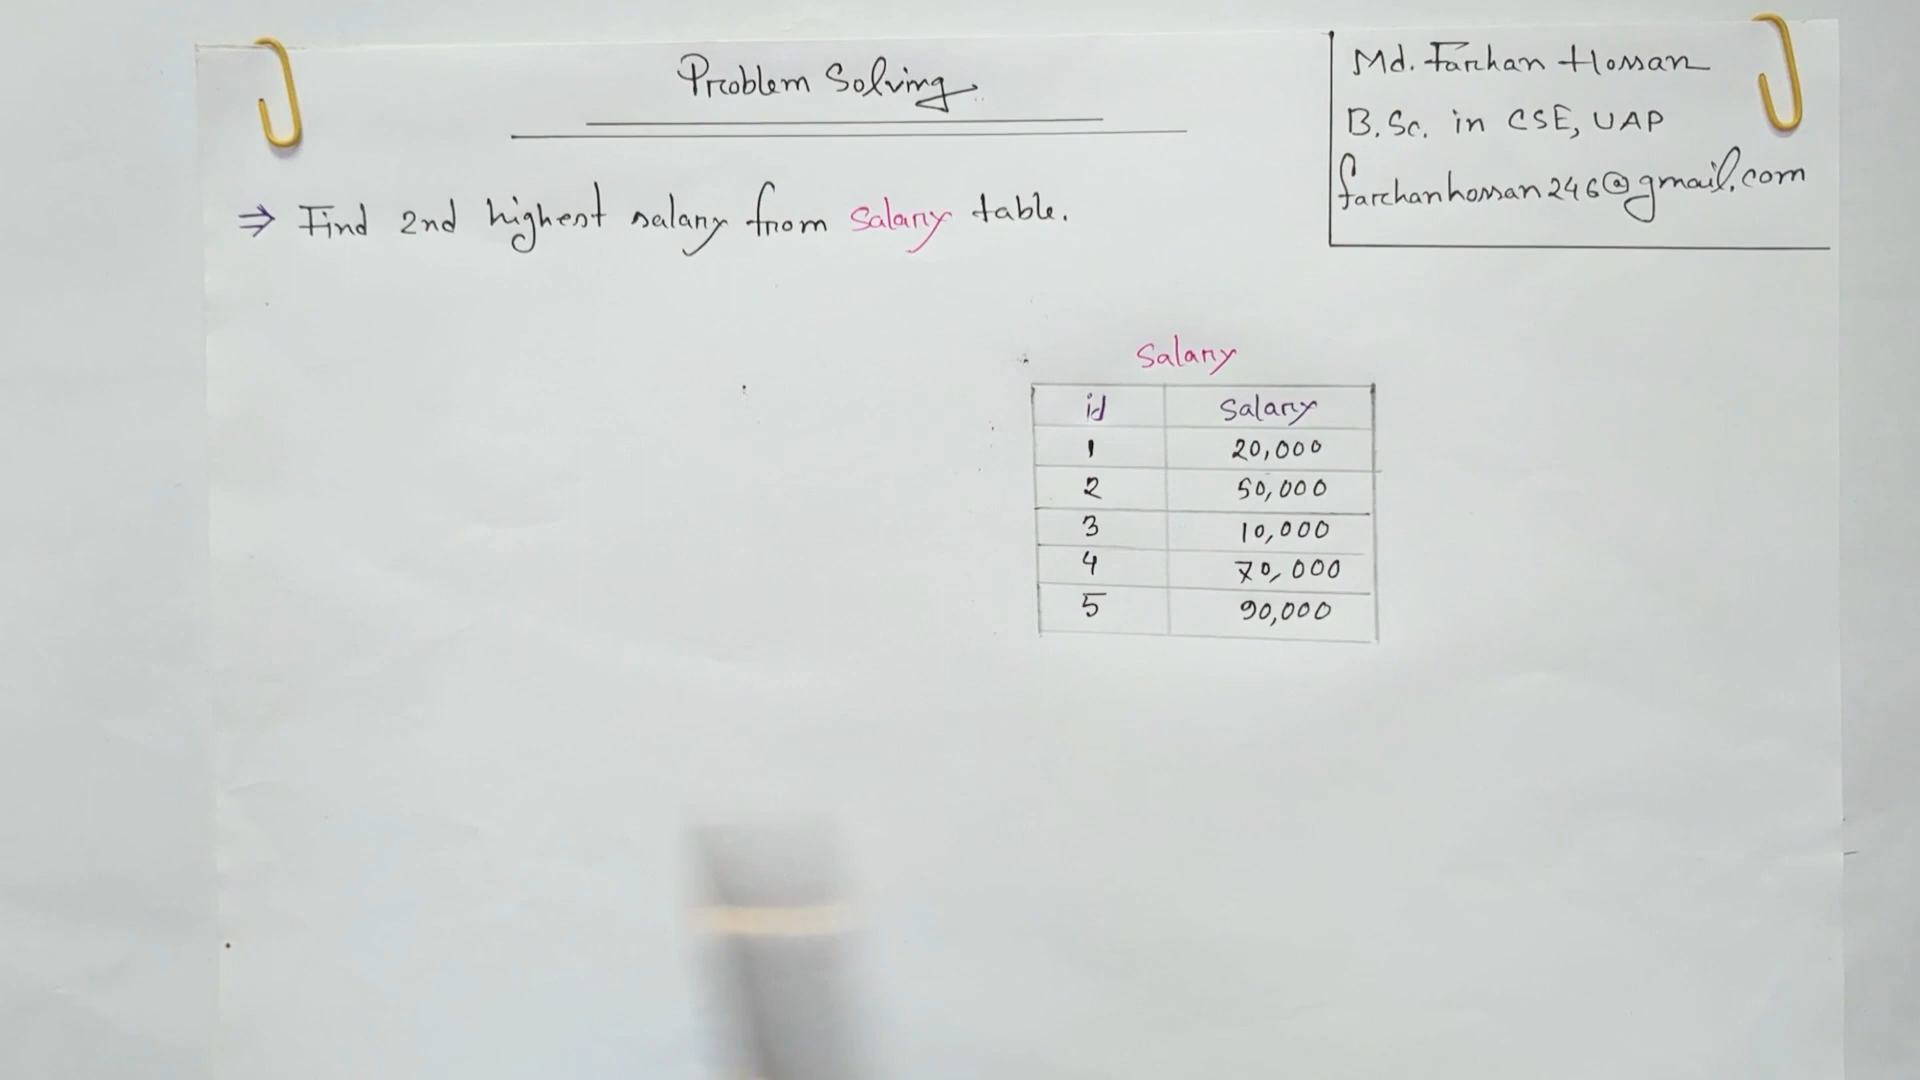 Problem Solving
Md. Farhan Hossan
B.Sc. in CSE, UAP
farhanhossan246@gmail.com
⇒ Find 2nd highest salary from Salary table.
Salary
id Salary
1 20,000
2 50,000
3 10,000
4 70,000
5 90,000